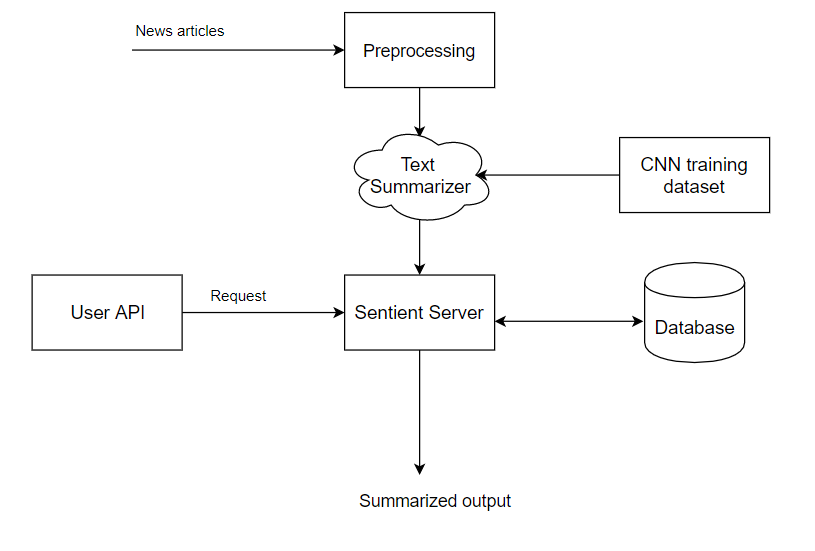 News articles
Preprocessing
Text
Summarizer
CNN training
dataset
User API
Request
Sentient Server
Database
Summarized output